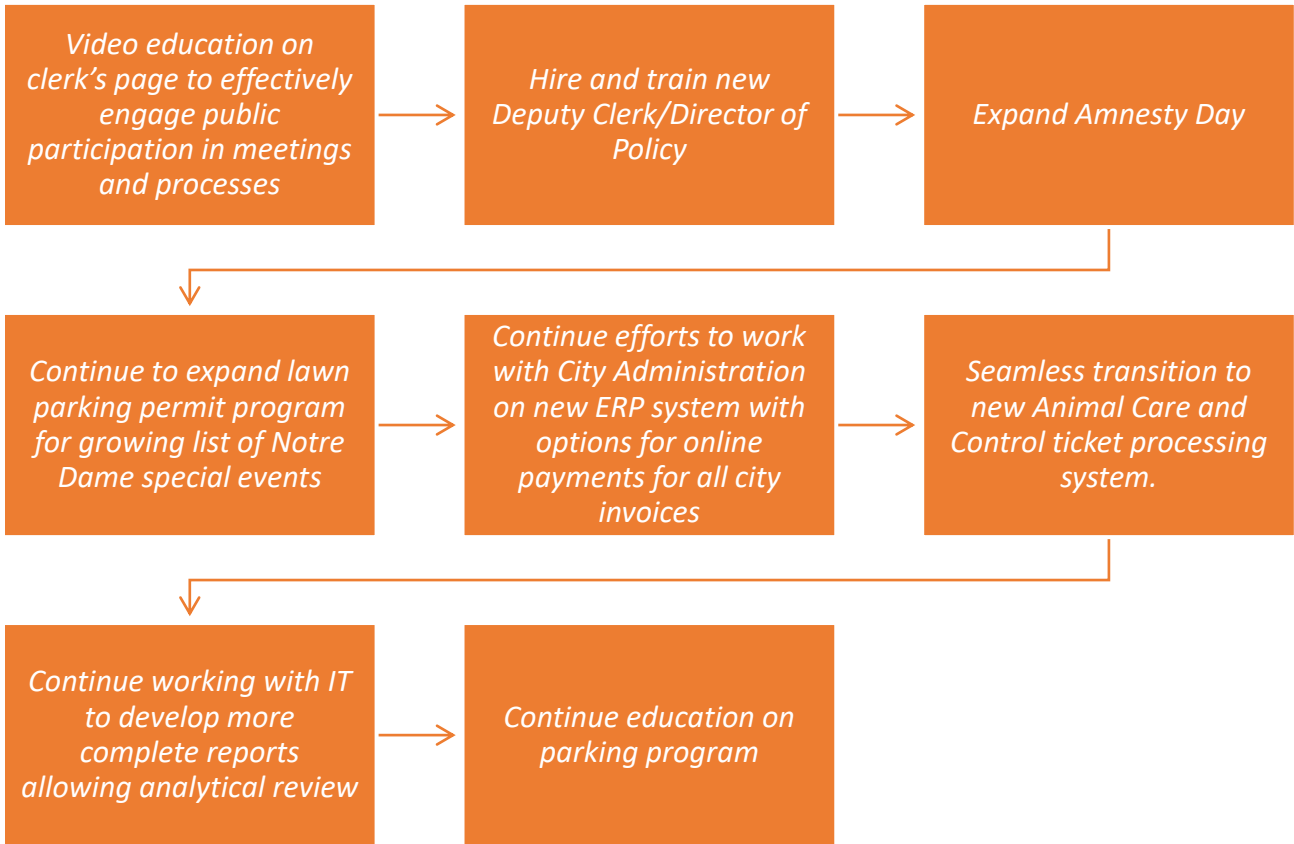 Video education on
clerk’s page to effectively
engage public
participation in meetings
and processes
Hire and train new
Deputy Clerk/Director of
Policy
Expand Amnesty Day
Continue to expand lawn
parking permit program
for growing list of Notre
Dame special events
Continue efforts to work
with City Administration
on new ERP system with
options for online
payments for all city
invoices
Seamless transition to
new Animal Care and
Control ticket processing
system.
Continue working with IT
to develop more
complete reports
allowing analytical review
Continue education on
parking program